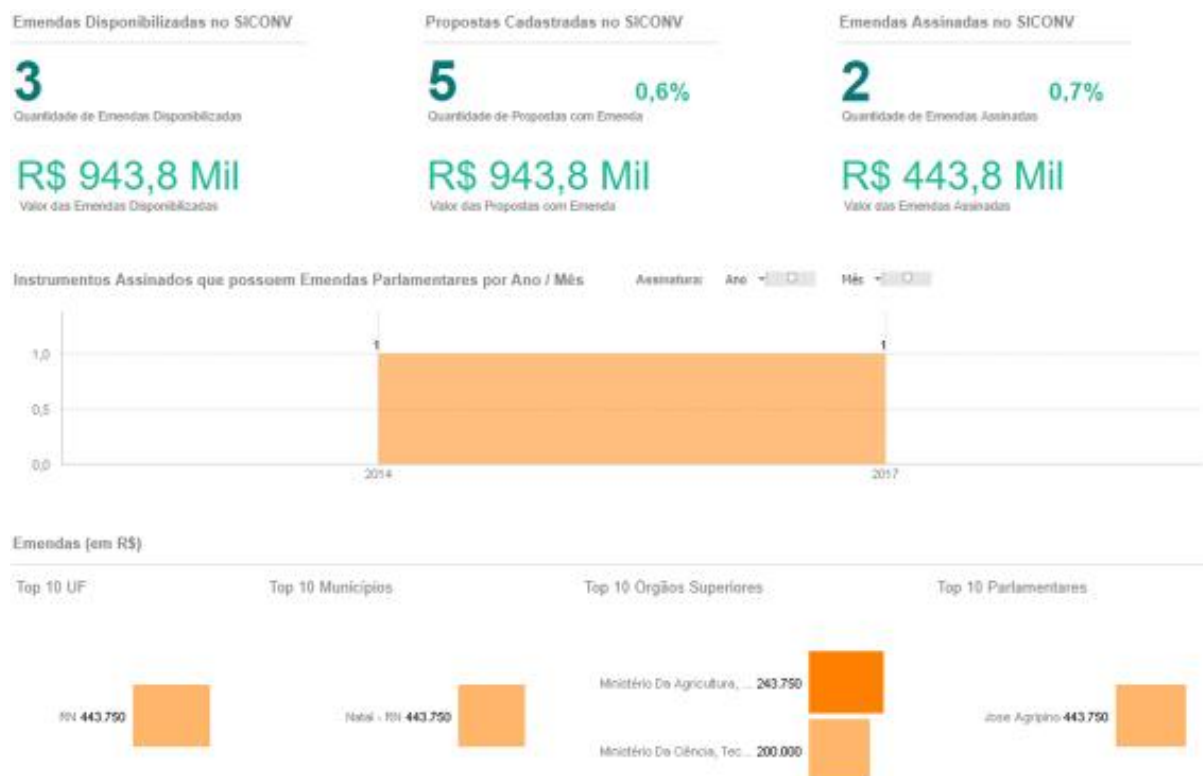 Emendas Disponibilizadas no SICONV
Propostas Cadastradas no SICONV
Emendas Assinadas no SICONV
3
5
0,6%
2
0,7%
Quantidade de Emendas Disponibilizadas
Quantidade de Propostas com Emenda
Quantidade de Emendas Assinadas
R$ 943,8 Mil
R$ 943,8 Mil
R$ 443,8 Mil
Valor das Emendas Disponibilizadas
Valor das Propostas com Emenda
Valor das Emendas Assinadas
Instrumentos Assinados que possuem Emendas Parlamentares por Ano / Mês
Assinatura:
Ano
Mês
1
1
1,0
0,5
0,0
2014
2017
Emendas (em R$)
Top 10 UF
Top 10 Municípios
Top 10 Orgãos Superiores
Top 10 Parlamentares
Ministério Da Agricultura, ... 243.750
RN 443.750
Natal - RN 443.750
Jose Agripino 443.750
Ministério Da Ciência, Tec... 200.000